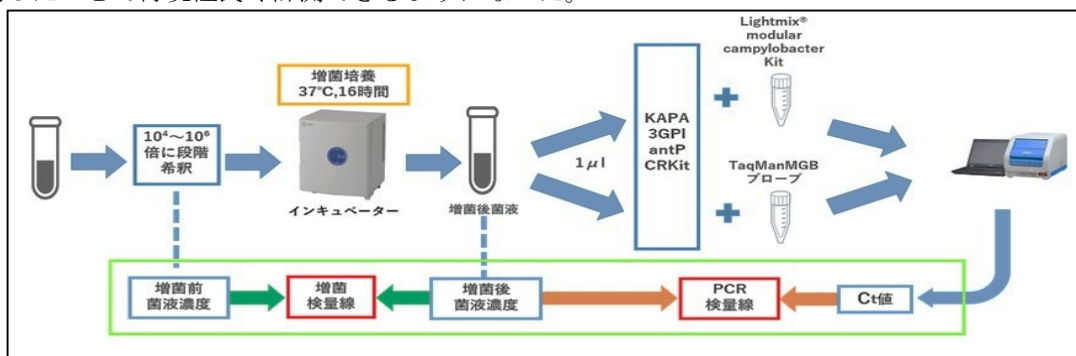 Lightmix®
modular
campylobacter
Kit
増菌培養
37℃,16時間
10⁴～10⁶
倍に段階
希釈
インキュベーター
増菌後菌液
1μl
KAPA
3GPl
antP
CRKit
TaqManMGB
プローブ
増菌前
菌液濃度
増菌
検量線
増菌後
菌液濃度
PCR
検量線
Ct値